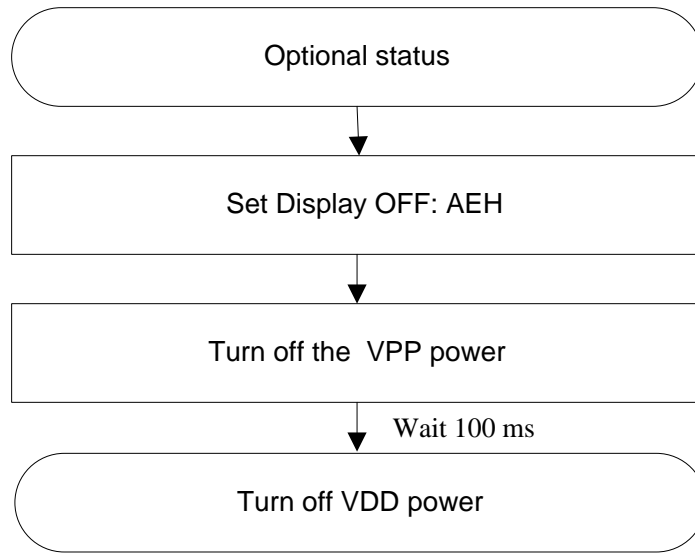 Optional status
Set Display OFF: AEH
Turn off the VPP power
Wait 100 ms
Turn off VDD power